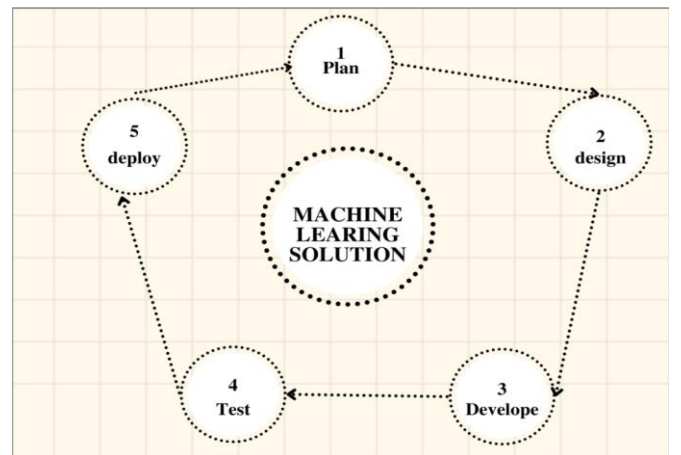 1
Plan
2
design
3
Develope
4
Test
5
deploy
MACHINE
LEARING
SOLUTION